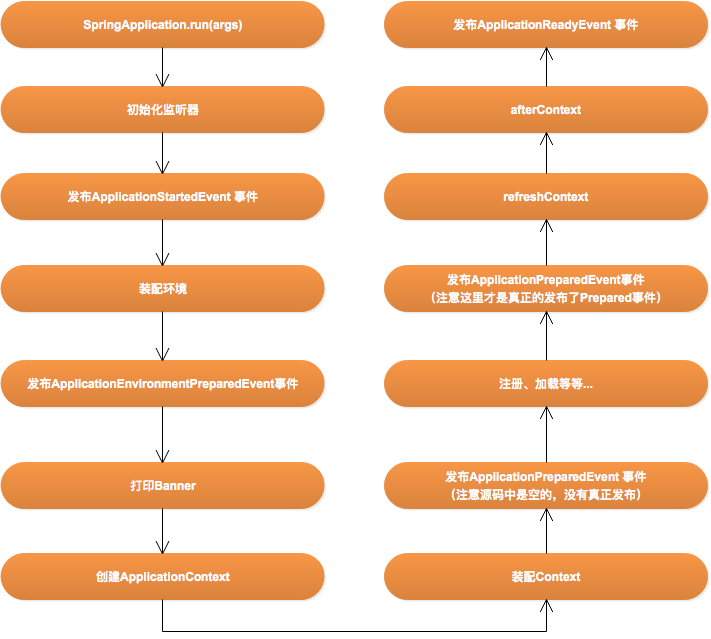 SpringApplication.run(args)
初始化监听器
发布ApplicationStartedEvent 事件
装配环境
发布ApplicationEnvironmentPreparedEvent事件
打印Banner
创建ApplicationContext
装配Context
发布ApplicationPreparedEvent 事件
（注意源码中是空的，没有真正发布）
注册、加载等等...
发布ApplicationPreparedEvent事件
（注意这里才是真正的发布了Prepared事件）
refreshContext
afterContext
发布ApplicationReadyEvent 事件